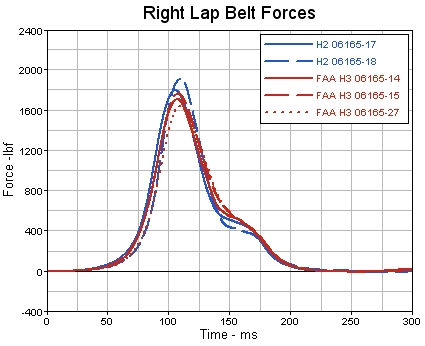 Right Lap Belt Forces
H2 06165-17
H2 06165-18
FAA H3 06165-14
FAA H3 06165-15
FAA H3 06165-27
Force -lbf
2400
2000
1600
1200
800
400
0
-400
0 50 100 150 200 250 300
Time - ms